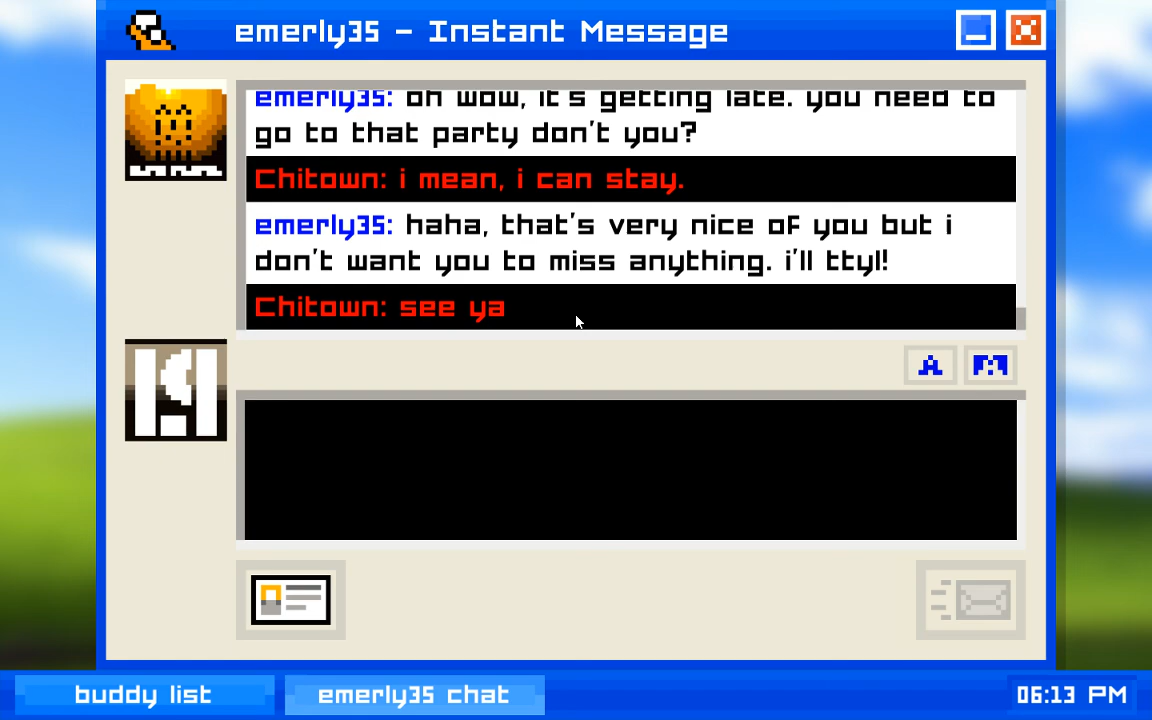 emerly35 - Instant Message
emerly35: oh wow, it's getting late. you need to
go to that party don't you?
Chitown: i mean, i can stay.
emerly35: haha, that's very nice of you but i
don't want you to miss anything. i'll ttyl!
Chitown: see ya
A
buddy list
emerly35 chat
06:13 PM